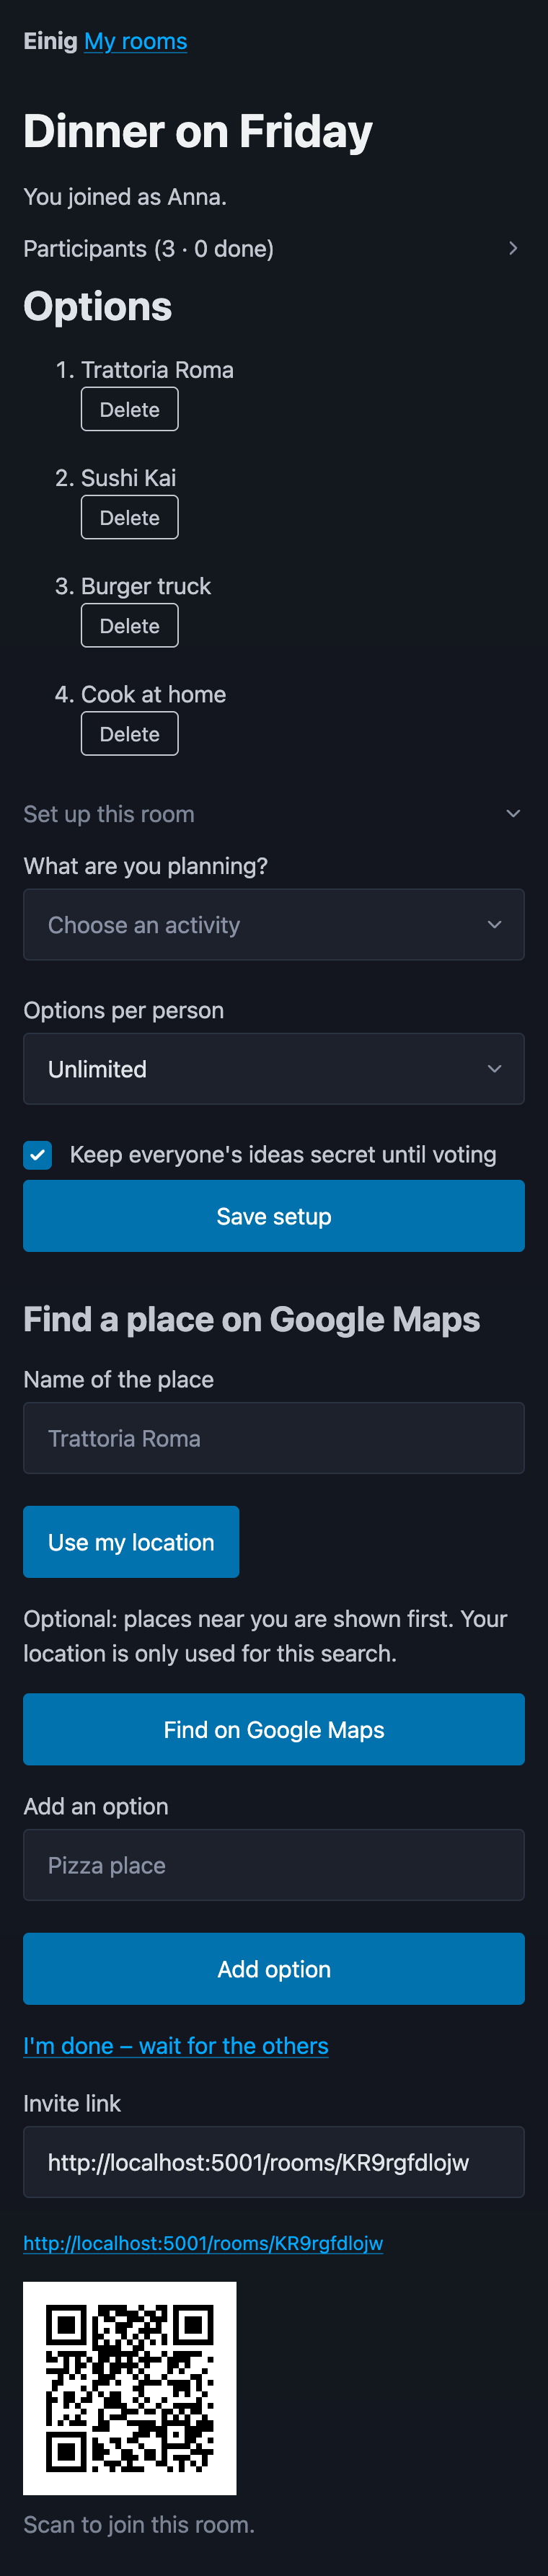 Einig My rooms
Dinner on Friday
You joined as Anna.
Participants (3 · 0 done)
Options
1. Trattoria Roma
Delete
2. Sushi Kai
Delete
3. Burger truck
Delete
4. Cook at home
Delete
Set up this room
What are you planning?
Choose an activity
Options per person
Unlimited
Keep everyone's ideas secret until voting
Save setup
Find a place on Google Maps
Name of the place
Trattoria Roma
Use my location
Optional: places near you are shown first. Your
location is only used for this search.
Find on Google Maps
Add an option
Pizza place
Add option
I'm done – wait for the others
Invite link
http://localhost:5001/rooms/KR9rgfdlojw
http://localhost:5001/rooms/KR9rgfdlojw
Scan to join this room.